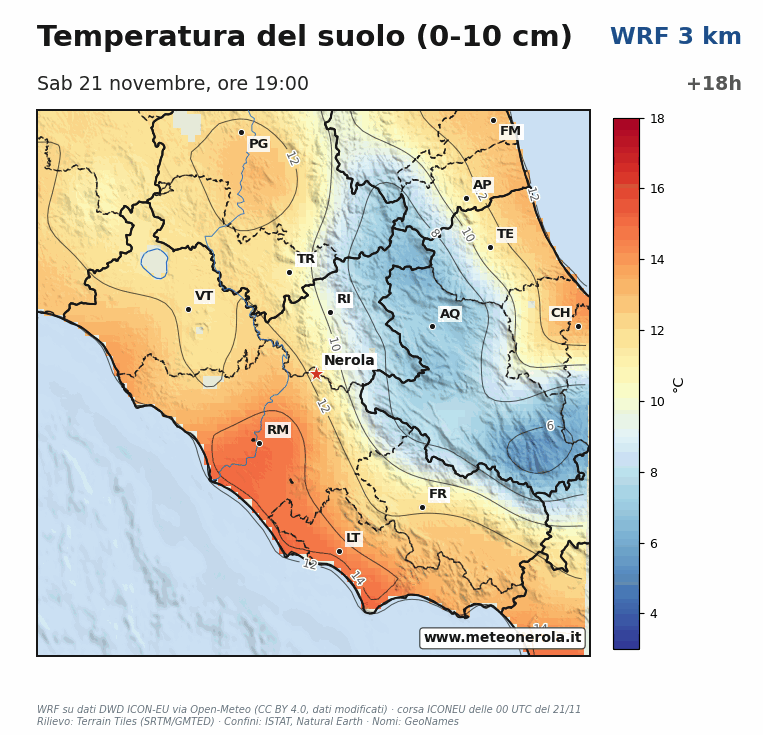 Temperatura del suolo (0-10 cm)
WRF 3 km
Sab 21 novembre, ore 19:00
+18h
FM
PG
12
AP
12
12
TE
8
10
TR
VT
RI
AQ
CH
10
Nerola
12
RM
6
FR
LT
12
14
www.meteonerola.it
18
16
14
12
10
8
6
4
°C
WRF su dati DWD ICON-EU via Open-Meteo (CC BY 4.0, dati modificati) · corsa ICONEU delle 00 UTC del 21/11
Rilievo: Terrain Tiles (SRTM/GMTED) · Confini: ISTAT, Natural Earth · Nomi: GeoNames